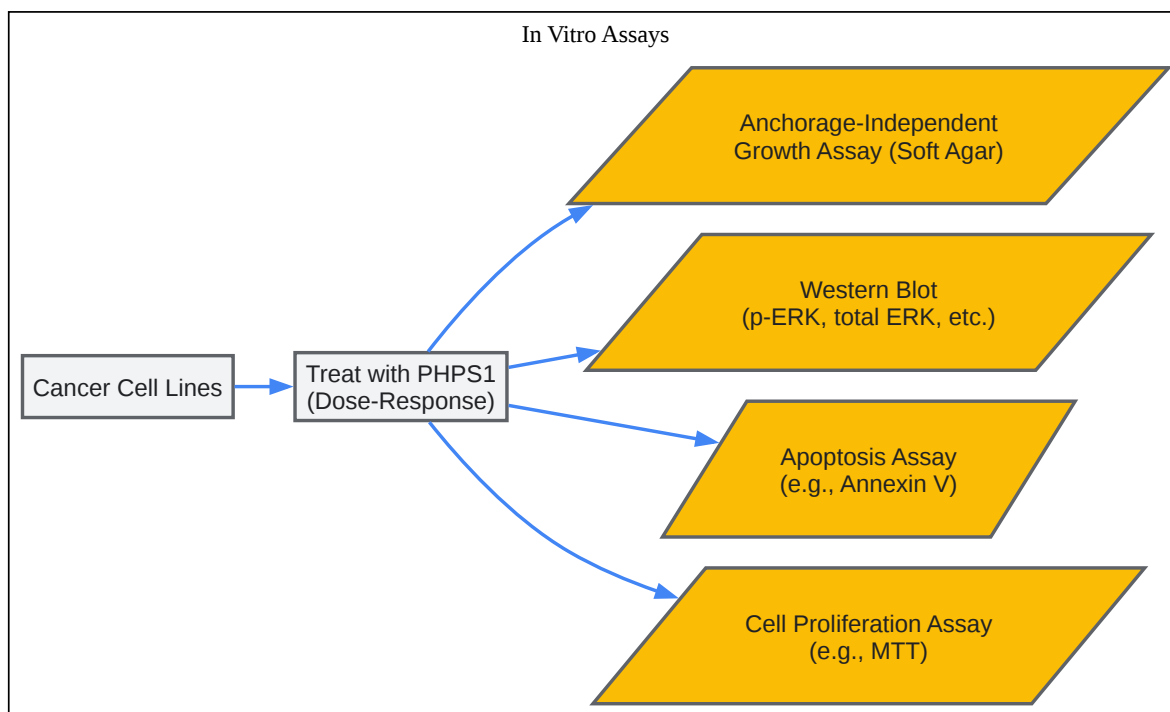 In Vitro Assays
Anchorage-Independent
Growth Assay (Soft Agar)
Western Blot
(p-ERK, total ERK, etc.)
Cancer Cell Lines
Treat with PHPS1
(Dose-Response)
Apoptosis Assay
(e.g., Annexin V)
Cell Proliferation Assay
(e.g., MTT)